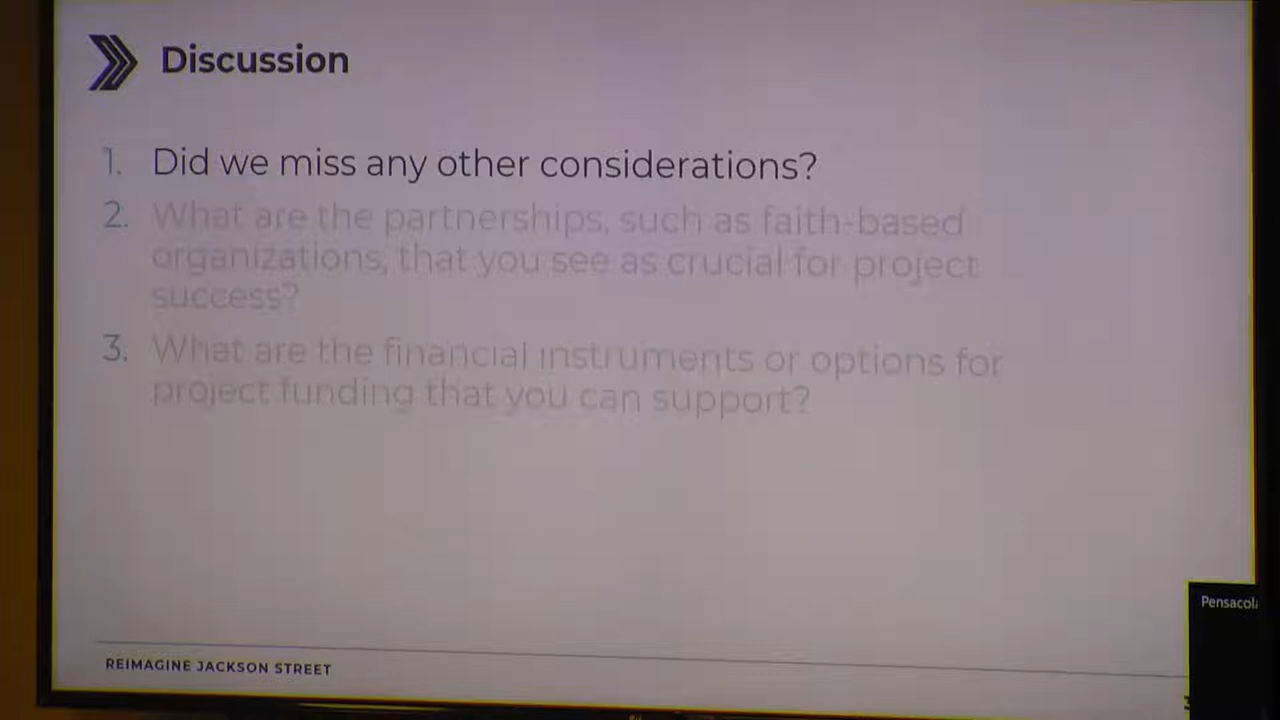 Discussion
1. Did we miss any other considerations?
2. What are the partnerships, such as faith-based
organizations, that you see as crucial for project
success?
3. What are the financial instruments or options for
project funding that you can support?
Pensacola
REIMAGINE JACKSON STREET